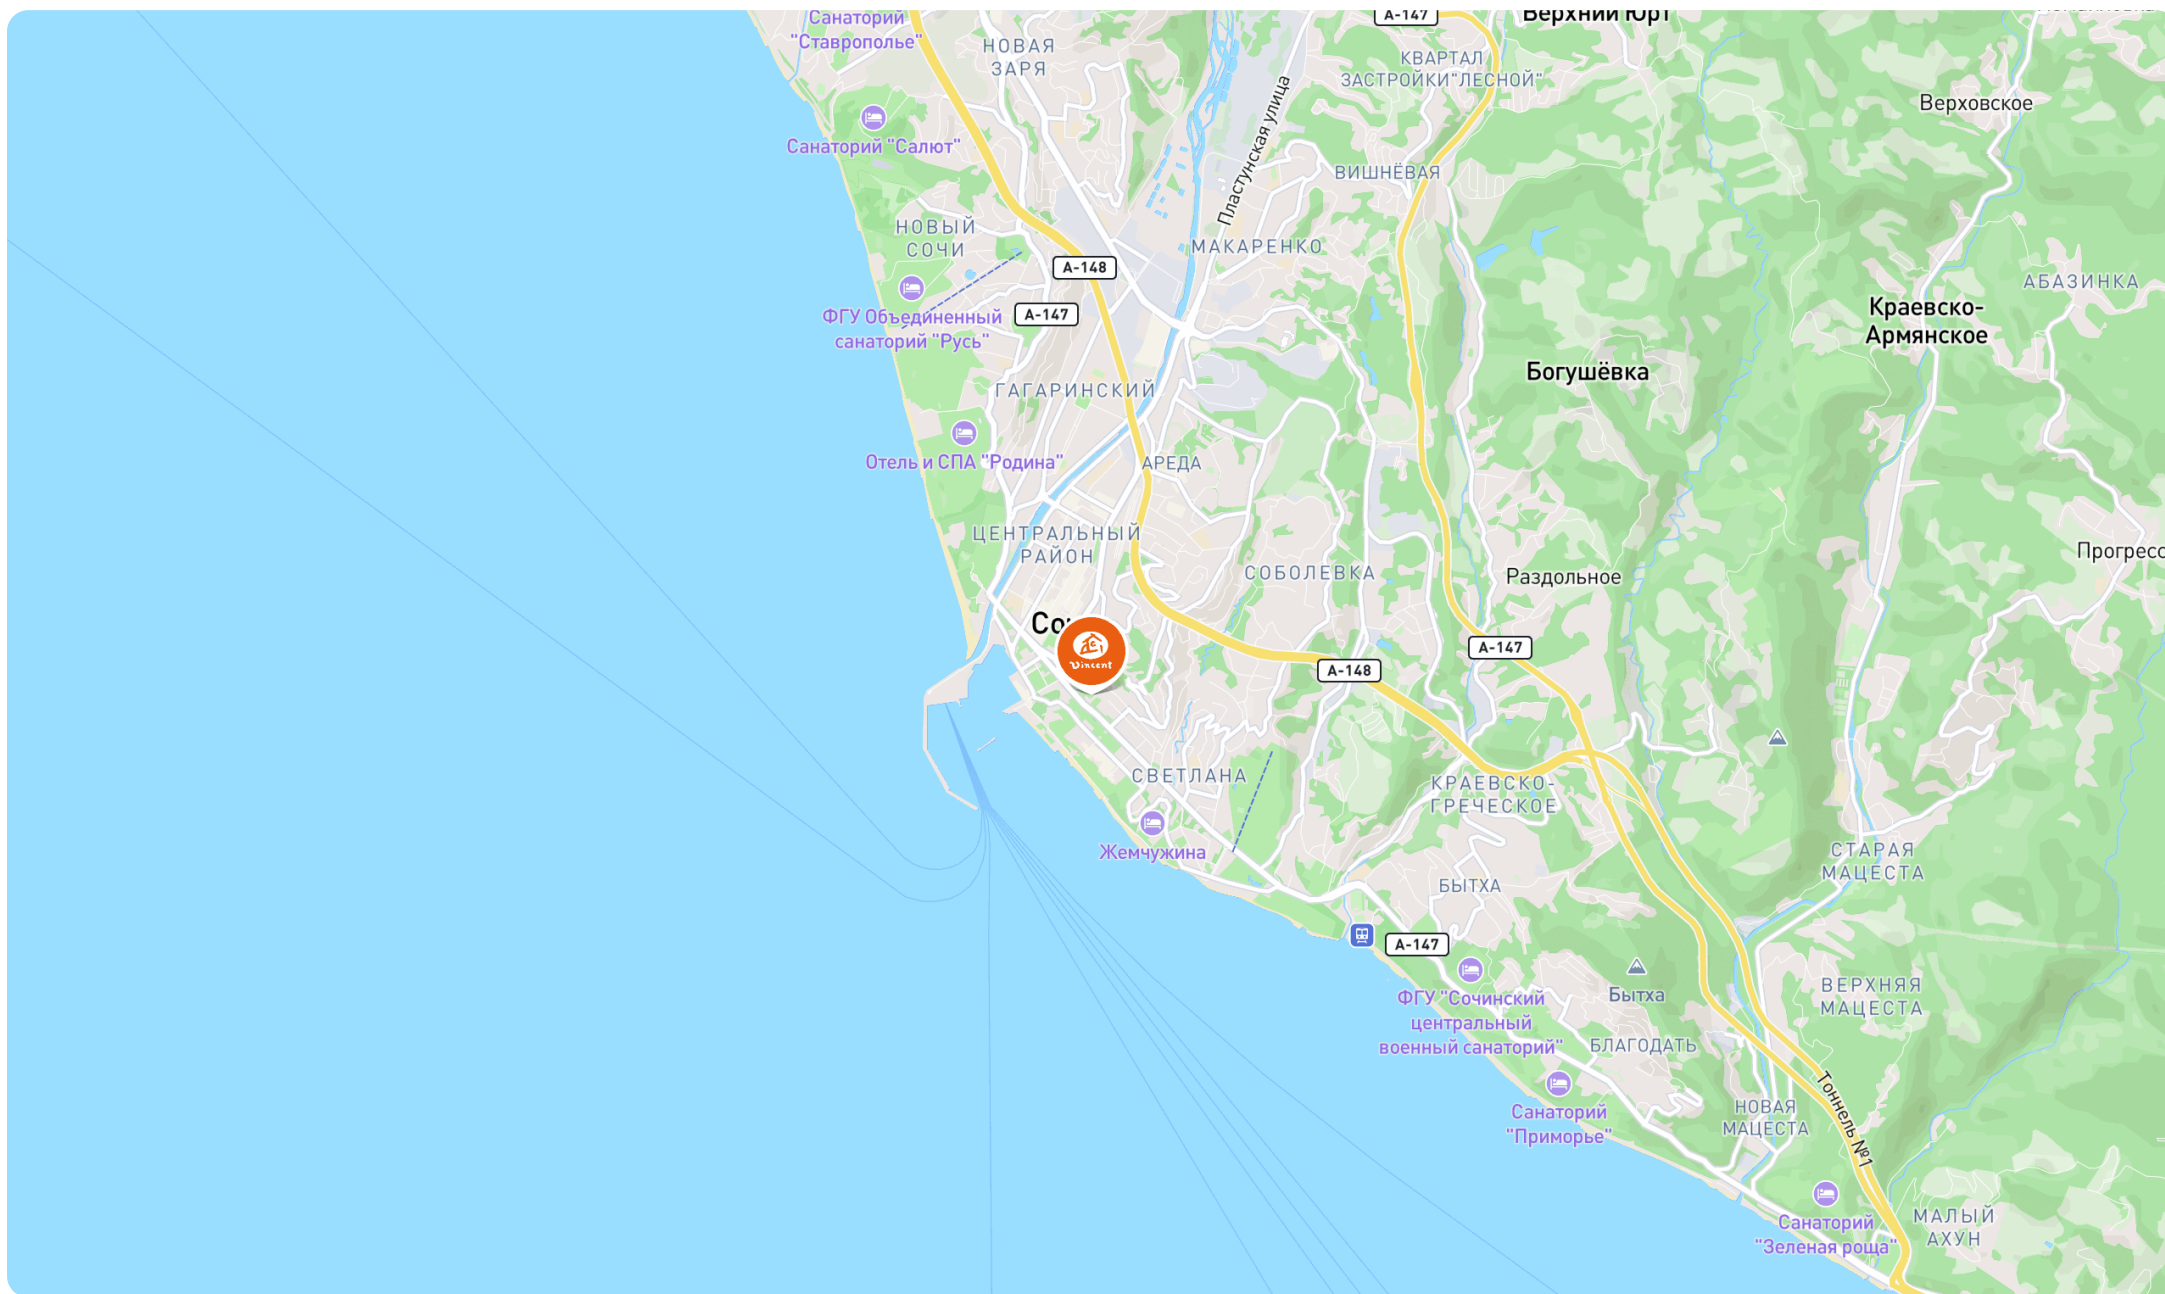 Санаторий
"Ставрополье"
НОВАЯ
ЗАРЯ
А-147
Верхний Юрт
КВАРТАЛ
ЗАСТРОЙКИ"ЛЕСНОЙ"
Верховское
Санаторий "Салют"
Пластунская улица
ВИШНЁВАЯ
НОВЫЙ
СОЧИ
МАКАРЕНКО
А-148
АБАЗИНКА
А-147
ФГУ Объединенный
санаторий "Русь"
Краевско-
Армянское
Богушёвка
ГАГАРИНСКИЙ
Отель и СПА "Родина"
АРЕДА
ЦЕНТРАЛЬНЫЙ
РАЙОН
Прогресс
СОБОЛЕВКА
Раздольное
Со
Vincent
А-147
А-148
СВЕТЛАНА
КРАЕВСКО-
ГРЕЧЕСКОЕ
Жемчужина
СТАРАЯ
МАЦЕСТА
БЫТХА
А-147
ФГУ "Сочинский
центральный
военный санаторий"
Бытха
ВЕРХНЯЯ
МАЦЕСТА
БЛАГОДАТЬ
Санаторий
"Приморье"
НОВАЯ
МАЦЕСТА
Тоннель №1
Санаторий
"Зеленая роща"
МАЛЫЙ
АХУН